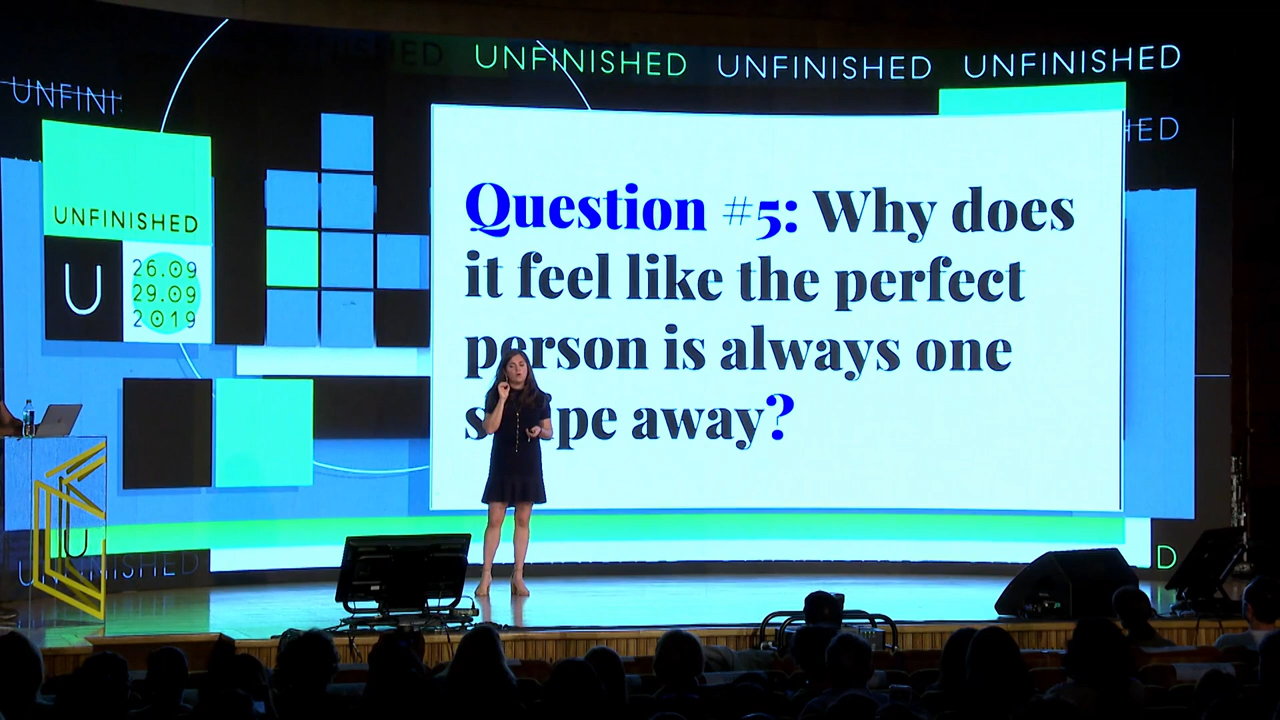 UNFINISHED
UNFINISHED
UNFINISHED
UNFINI
UNFINISHED
U
26.09
29.09
2019
Question #5: Why does
it feel like the perfect
person is always one
away?
U